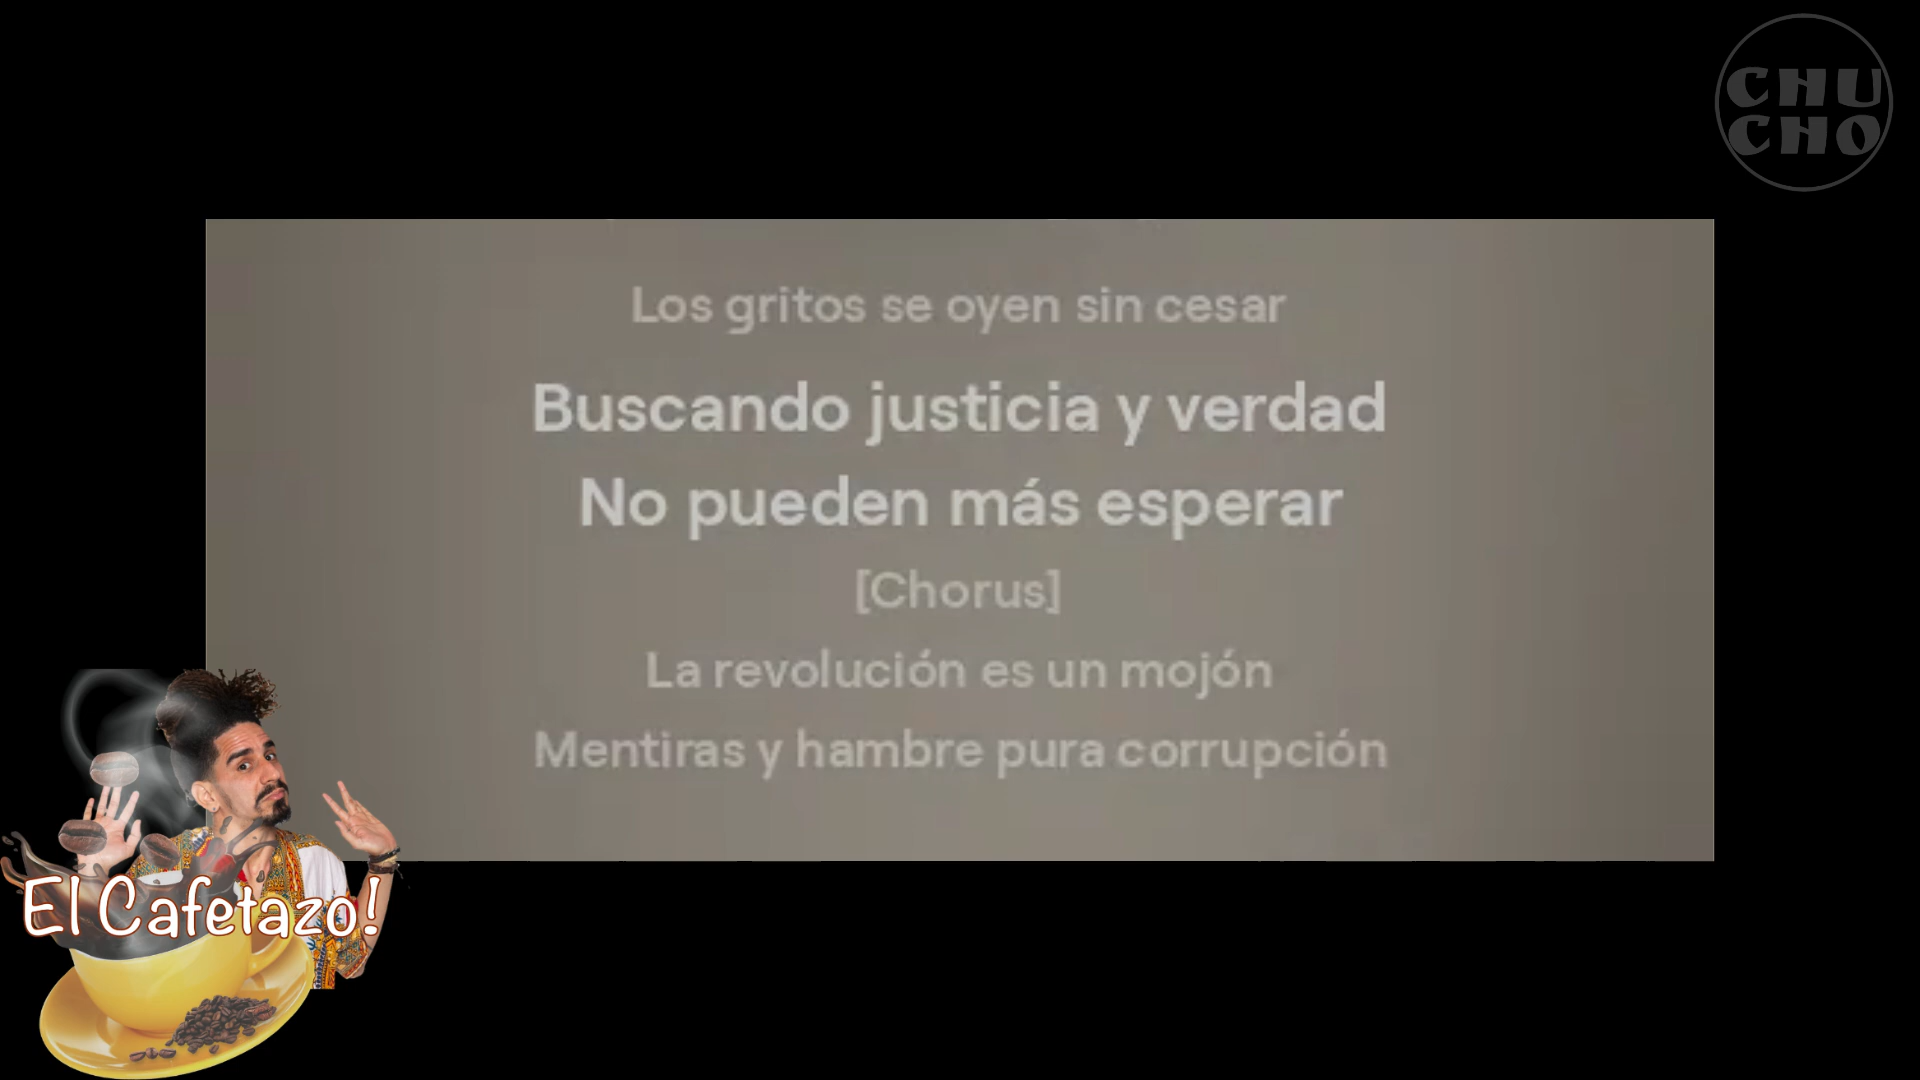 CHU
CHO
Los gritos se oyen sin cesar
Buscando justicia y verdad
No pueden más esperar
[Chorus]
La revolución es un mojón
Mentiras y hambre pura corrupción
El Cafetazo!